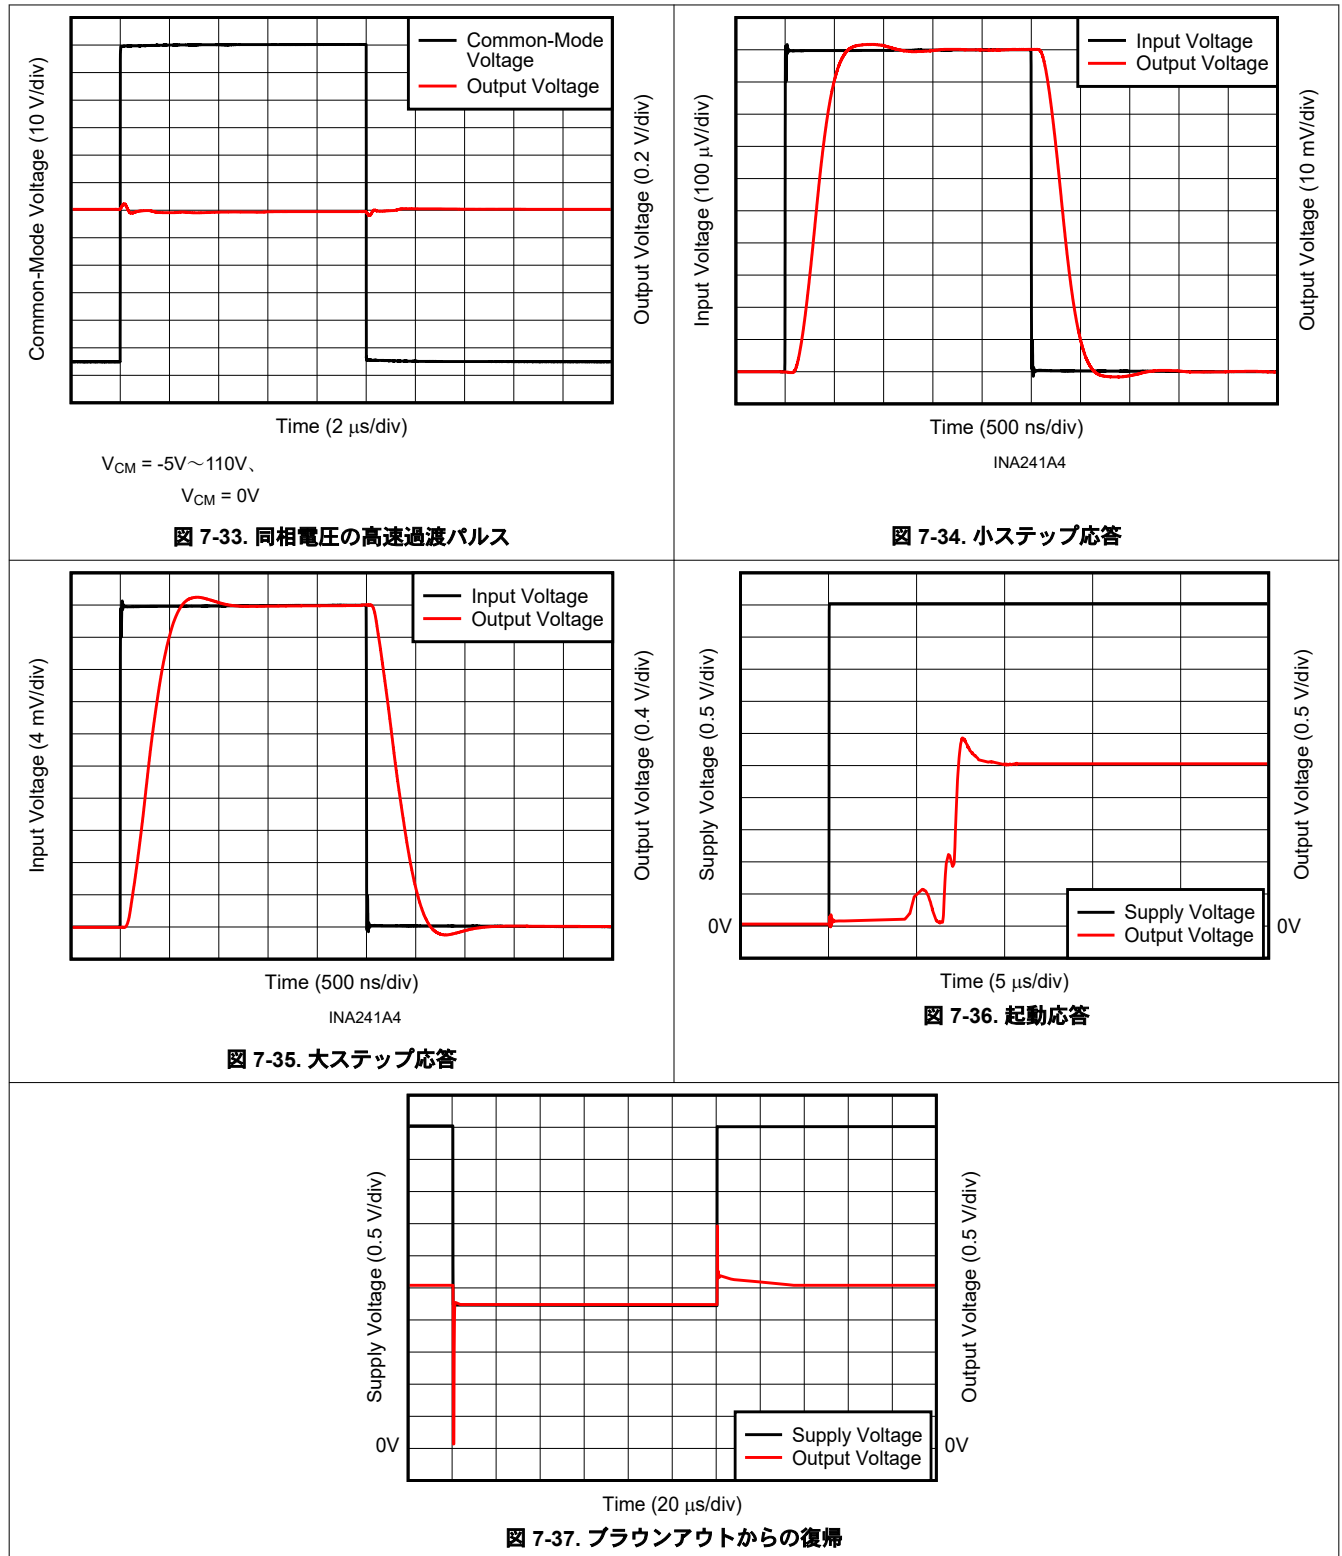 Common-Mode Voltage (10 V/div)
Common-Mode
Voltage
Output Voltage
Output Voltage (0.2 V/div)
Time (2 μs/div)
V_CM = -5V～110V、
V_CM = 0V
図 7-33. 同相電圧の高速過渡パルス
Input Voltage (100 μV/div)
Input Voltage
Output Voltage
Output Voltage (10 mV/div)
Time (500 ns/div)
INA241A4
図 7-34. 小ステップ応答
Input Voltage (4 mV/div)
Input Voltage
Output Voltage
Output Voltage (0.4 V/div)
Time (500 ns/div)
INA241A4
図 7-35. 大ステップ応答
Supply Voltage (0.5 V/div)
0V
Supply Voltage
Output Voltage
0V
Output Voltage (0.5 V/div)
Time (5 μs/div)
図 7-36. 起動応答
Supply Voltage (0.5 V/div)
0V
Supply Voltage
Output Voltage
0V
Output Voltage (0.5 V/div)
Time (20 μs/div)
図 7-37. ブラウンアウトからの復帰